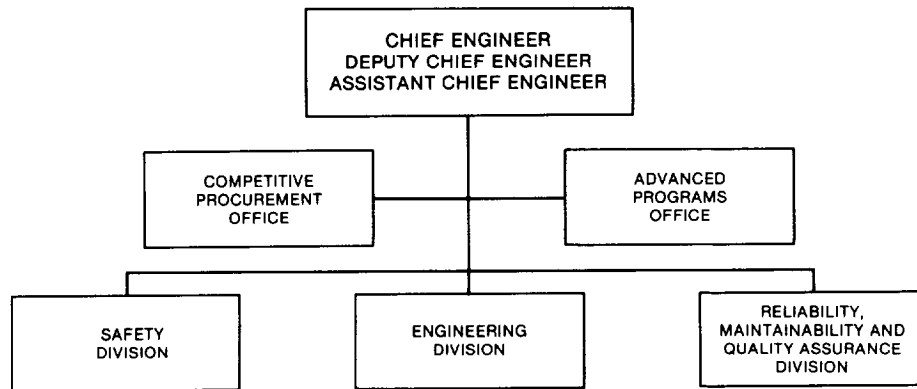 CHIEF ENGINEER
DEPUTY CHIEF ENGINEER
ASSISTANT CHIEF ENGINEER
COMPETITIVE
PROCUREMENT
OFFICE
ADVANCED
PROGRAMS
OFFICE
SAFETY
DIVISION
ENGINEERING
DIVISION
RELIABILITY,
MAINTAINABILITY AND
QUALITY ASSURANCE
DIVISION